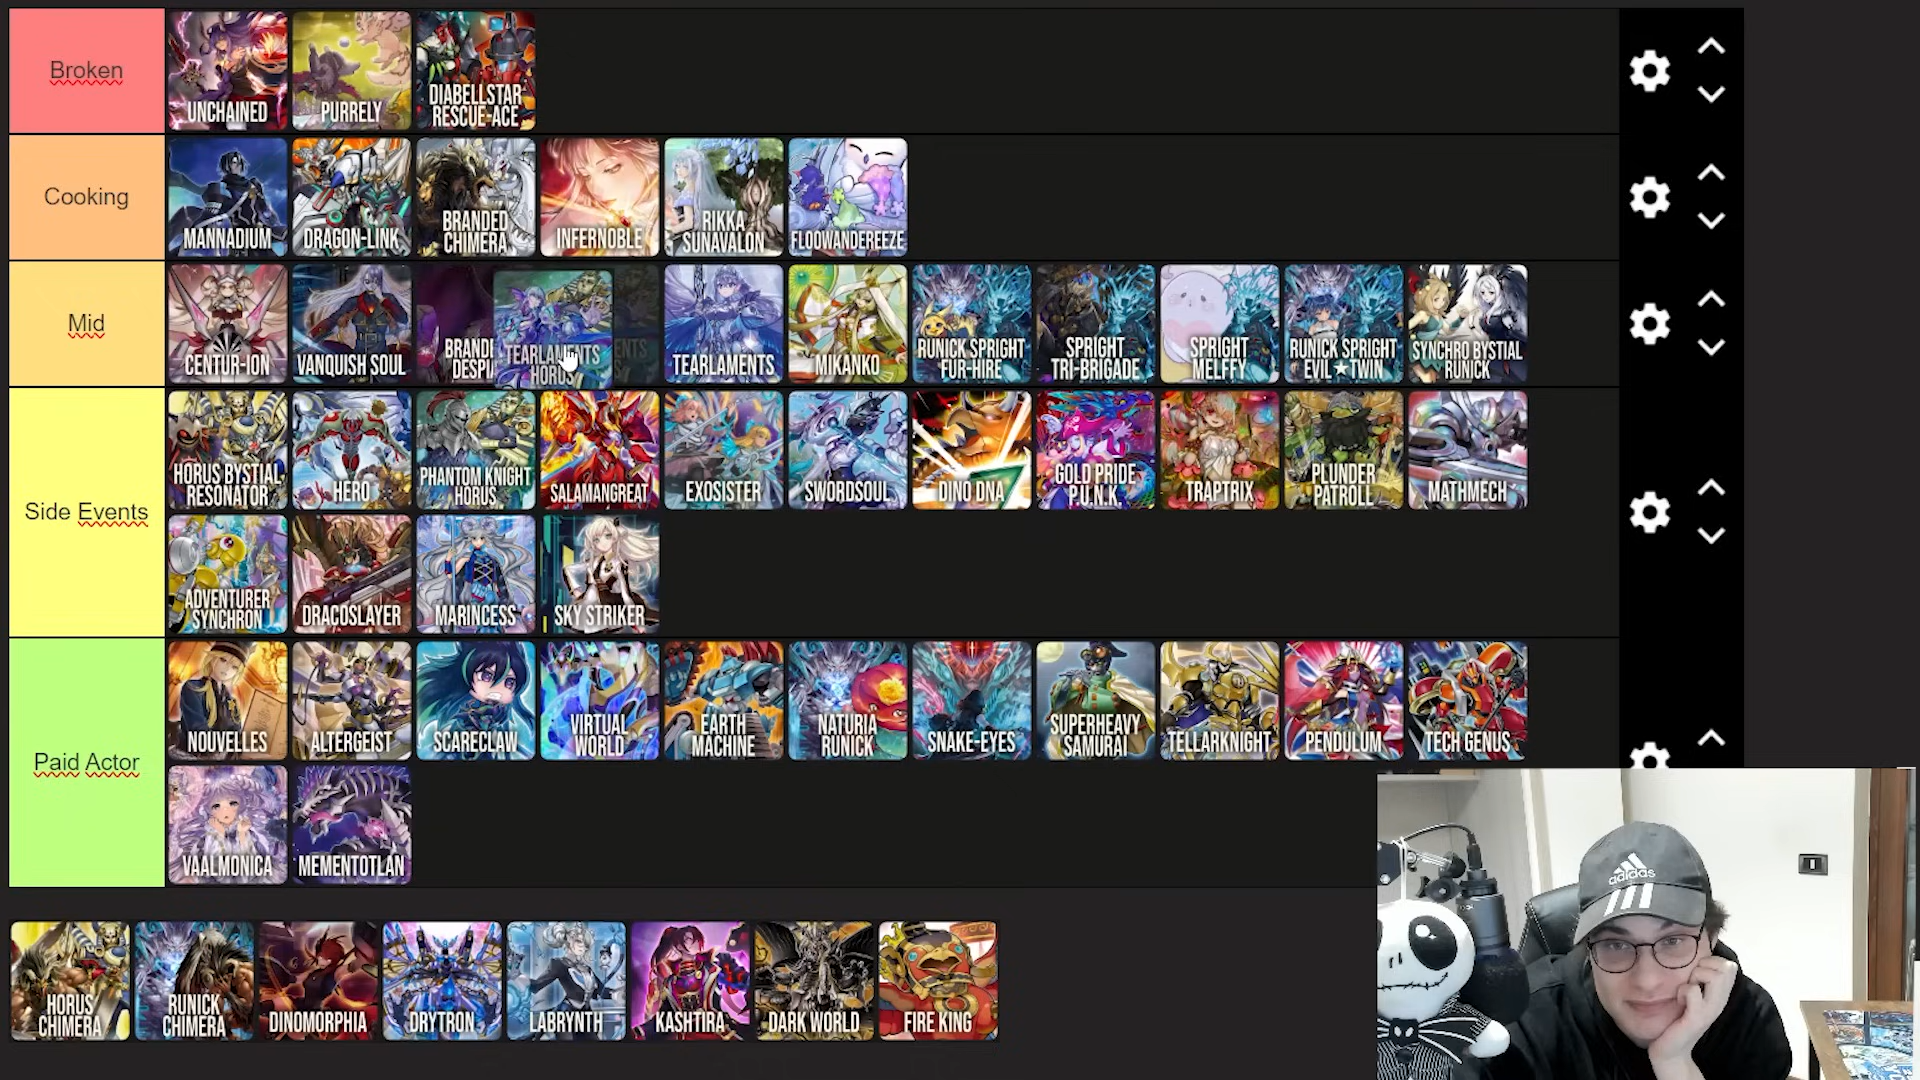 Broken
UNCHAINED
PURRELY
DIABELLSTAR
RESCUE-ACE
Cooking
MANNADIUM
DRAGON-LINK
BRANDED
CHIMERA
INFERNOBLE
RIKKA
SUNAVALON
FLOOWANDEREEZE
Mid
CENTUR-ION
VANQUISH SOUL
TEARLAMENTS
HORUS
TEARLAMENTS
MIKANKO
RUNICK SPRIGHT
FUR-HIRE
SPRIGHT
TRI-BRIGADE
SPRIGHT
MELFFY
RUNICK SPRIGHT
EVIL★TWIN
SYNCHRO BYSTIAL
RUNICK
Side Events
HORUS BYSTIAL
RESONATOR
HERO
PHANTOM KNIGHT
HORUS
SALAMANGREAT
EXOSISTER
SWORDSOUL
DINO DNA
GOLD PRIDE
P.U.N.K.
TRAPTRIX
PLUNDER
PATROLL
MATHMECH
ADVENTURER
SYNCHRON
DRACOSLAYER
MARINCESS
SKY STRIKER
Paid Actor
NOUVELLES
ALTERGEIST
SCARECLAW
VIRTUAL
WORLD
EARTH
MACHINE
NATURIA
RUNICK
SNAKE-EYES
SUPERHEAVY
SAMURAI
TELLARKNIGHT
PENDULUM
TECH GENUS
VAALMONICA
MEMENTOTLAN
HORUS
CHIMERA
RUNICK
CHIMERA
DINOMORPHIA
DRYTRON
LABRYNTH
KASHTIRA
DARK WORLD
FIRE KING
adidas